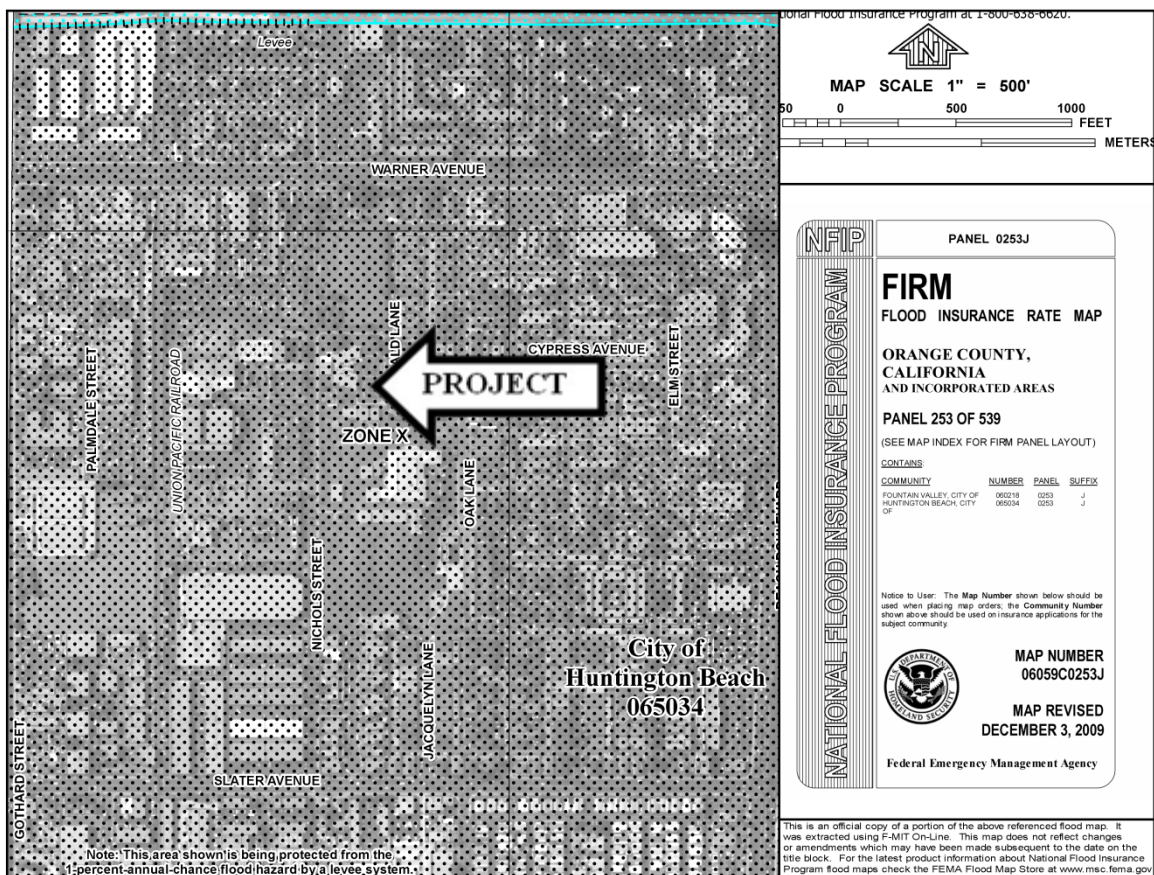 Levee
WARNER AVENUE
CYPRESS AVENUE
PROJECT
ZONE X
PALMDALE STREET
UNION PACIFIC RAILROAD
ELM STREET
OAK LANE
NICHOLS STREET
JACQUELYN LANE
City of
Huntington Beach
065034
SLATER AVENUE
GOTHARD STREET
Note: This area shown is being protected from the
1-percent-annual-chance flood hazard by a levee system.
Flood Insurance Program at 1-800-638-6620.
N
MAP SCALE 1" = 500'
50 0 500 1000
FEET
METERS
NFIP
PANEL 0253J
NATIONAL FLOOD INSURANCE PROGRAM
FIRM
FLOOD INSURANCE RATE MAP
ORANGE COUNTY,
CALIFORNIA
AND INCORPORATED AREAS
PANEL 253 OF 539
(SEE MAP INDEX FOR FIRM PANEL LAYOUT)
CONTAINS:
COMMUNITY NUMBER PANEL SUFFIX
FOUNTAIN VALLEY, CITY OF 060218 0253 J
HUNTINGTON BEACH, CITY 065034 0253 J
OF
Notice to User: The Map Number shown below should be
used when placing map orders; the Community Number
shown above should be used on insurance applications for the
subject community.
U.S. DEPARTMENT OF
HOMELAND SECURITY
MAP NUMBER
06059C0253J
MAP REVISED
DECEMBER 3, 2009
Federal Emergency Management Agency
This is an official copy of a portion of the above referenced flood map. It
was extracted using F-MIT On-Line. This map does not reflect changes
or amendments which may have been made subsequent to the date on the
title block. For the latest product information about National Flood Insurance
Program flood maps check the FEMA Flood Map Store at www.msc.fema.gov